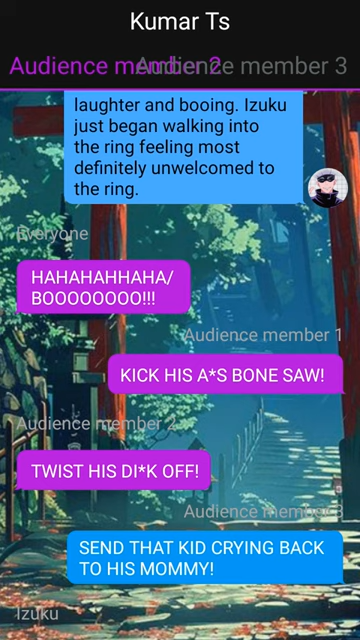 Kumar Ts
Audience member 2 Audience member 3
laughter and booing. Izuku
just began walking into
the ring feeling most
definitely unwelcomed to
the ring.
Everyone
HAHAHAHHAHA/
BOOOOOOOO!!!
Audience member 1
KICK HIS A*S BONE SAW!
Audience member 2
TWIST HIS DI*K OFF!
Audience member 3
SEND THAT KID CRYING BACK
TO HIS MOMMY!
Izuku